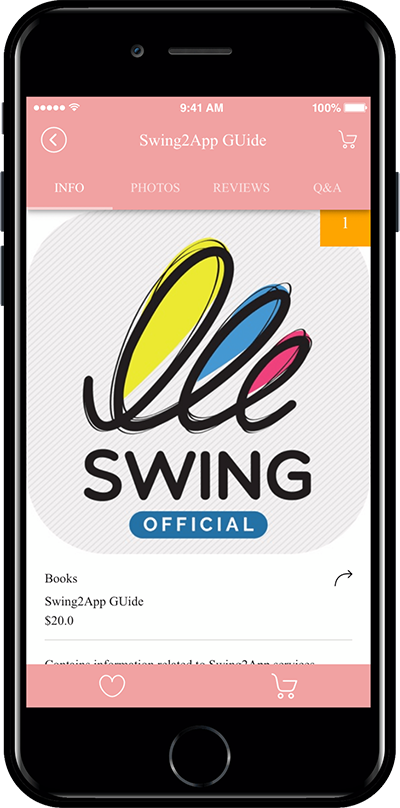 9:41 AM
100%
Swing2App GUide
INFO
PHOTOS
REVIEWS
Q&A
1
SWING
OFFICIAL
Books
Swing2App GUide
$20.0
Contains information related to Swing2App services